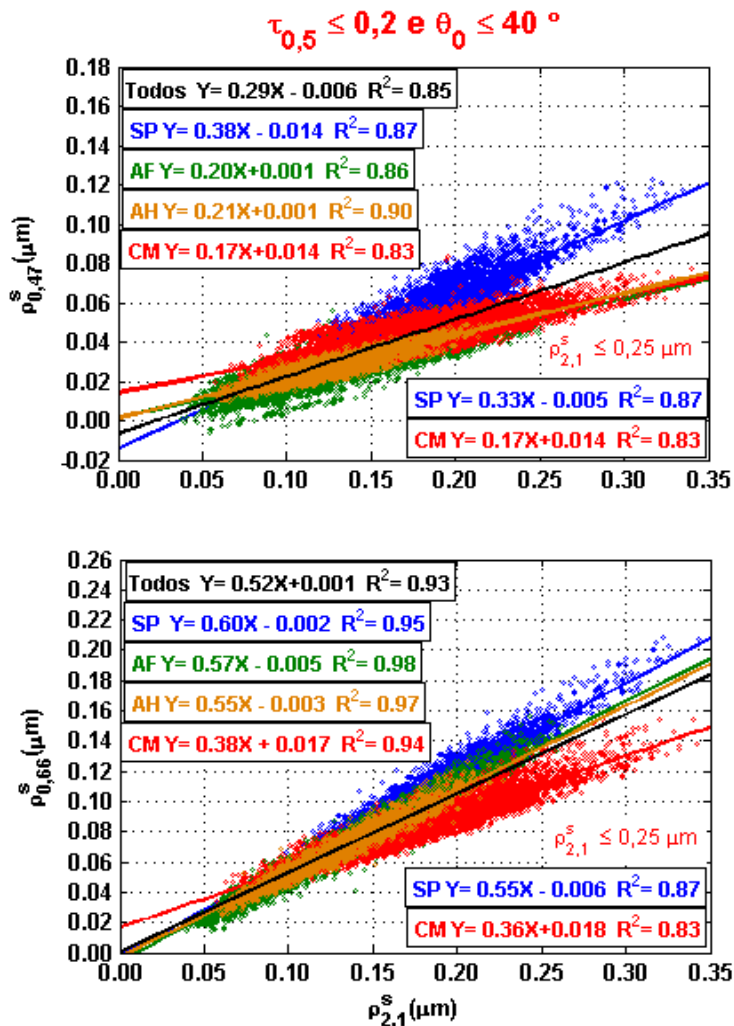 τ0,5 ≤ 0,2 e θ0 ≤ 40 °
0.18
0.16
0.14
0.12
0.10
0.08
0.06
0.04
0.02
0.00
-0.02
ρ^s 0,47 (µm)
Todos Y= 0.29X - 0.006 R²= 0.85
SP Y= 0.38X - 0.014 R²= 0.87
AF Y= 0.20X+0.001 R²= 0.86
AH Y= 0.21X+0.001 R²= 0.90
CM Y= 0.17X+0.014 R²= 0.83
ρ^s 2,1 ≤ 0,25 µm
SP Y= 0.33X - 0.005 R²= 0.87
CM Y= 0.17X+0.014 R²= 0.83
0.00 0.05 0.10 0.15 0.20 0.25 0.30 0.35
0.26
0.24
0.22
0.20
0.18
0.16
0.14
0.12
0.10
0.08
0.06
0.04
0.02
0.00
ρ^s 0,66 (µm)
Todos Y= 0.52X+0.001 R²= 0.93
SP Y= 0.60X - 0.002 R²= 0.95
AF Y= 0.57X - 0.005 R²= 0.98
AH Y= 0.55X - 0.003 R²= 0.97
CM Y= 0.38X + 0.017 R²= 0.94
ρ^s 2,1 ≤ 0,25 µm
SP Y= 0.55X - 0.006 R²= 0.87
CM Y= 0.36X+0.018 R²= 0.83
0.00 0.05 0.10 0.15 0.20 0.25 0.30 0.35
ρ^s 2,1 (µm)